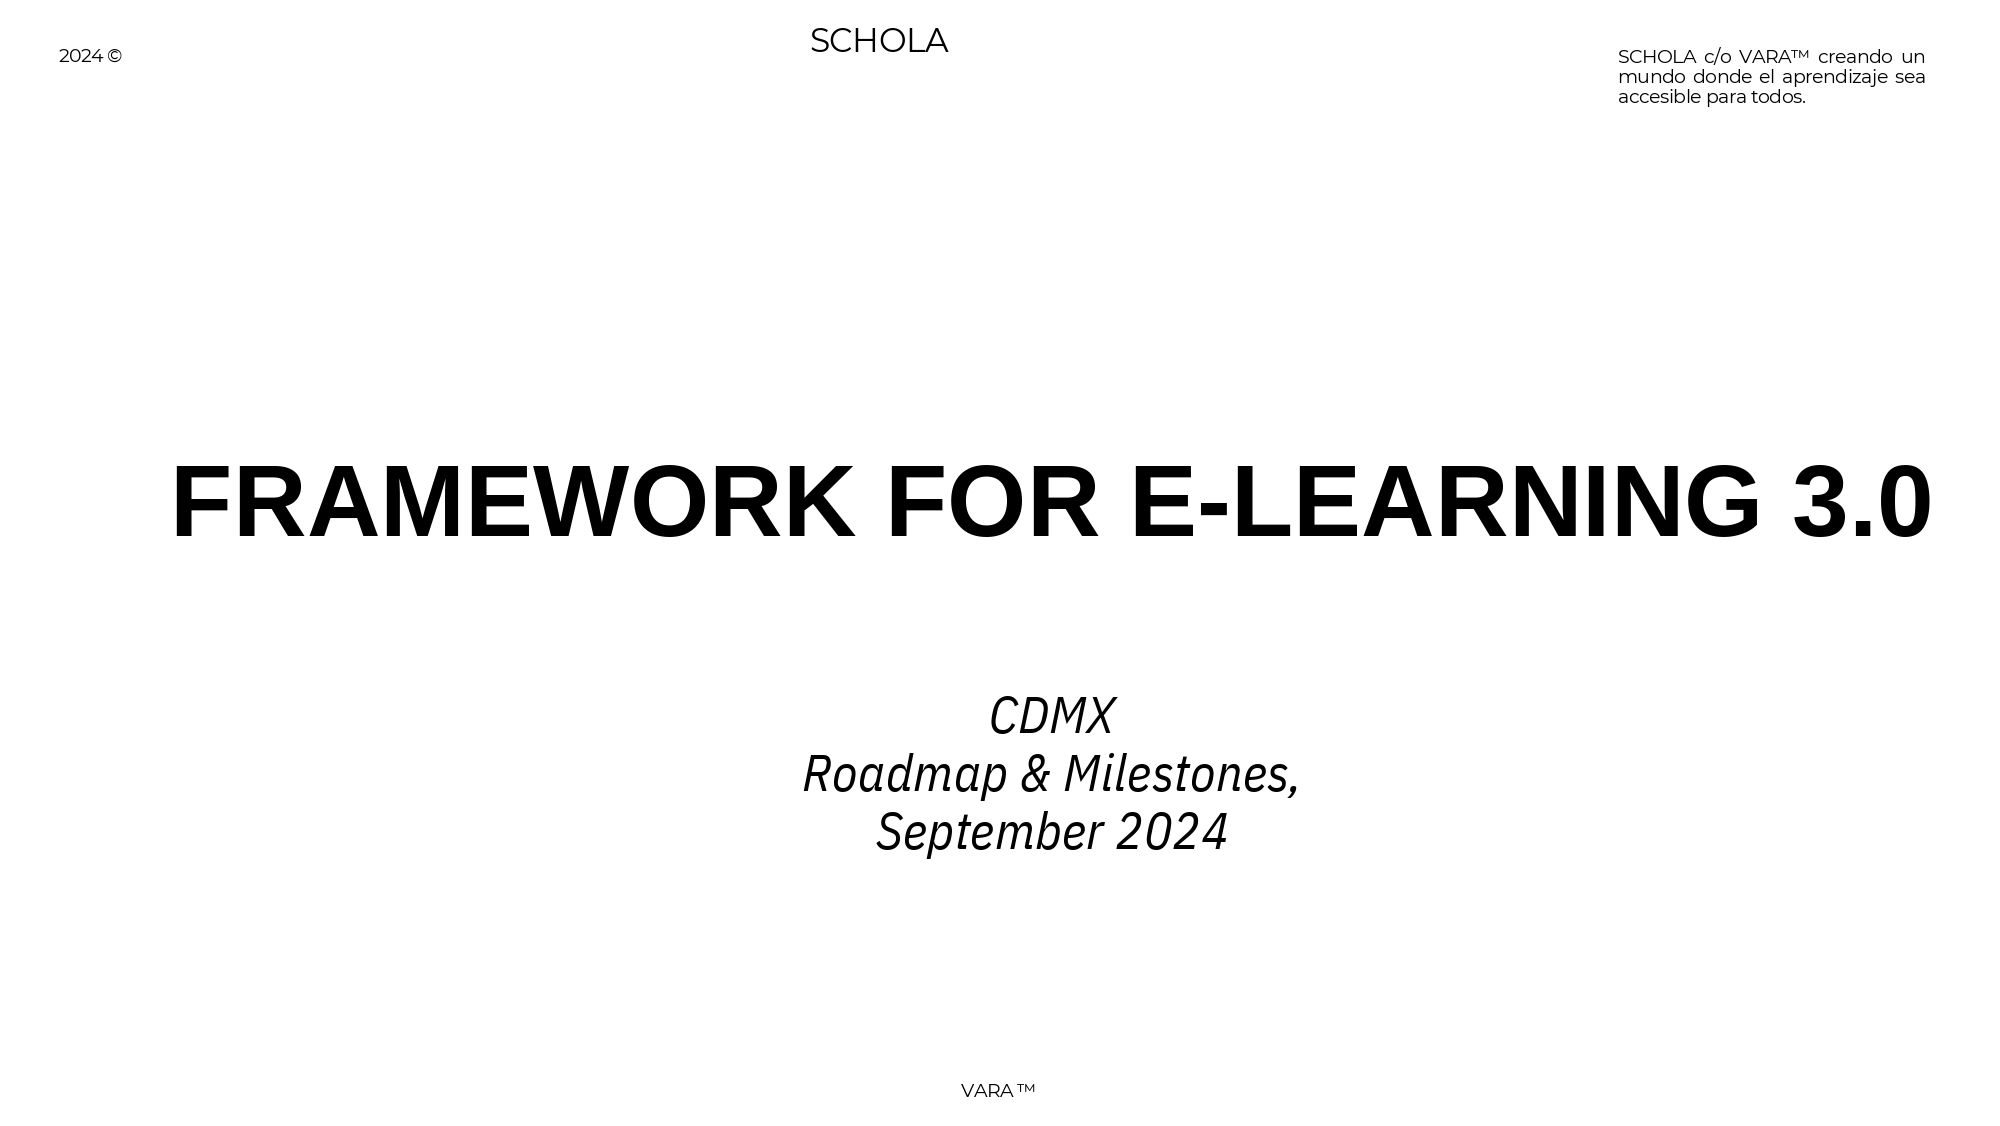 2024 ©
SCHOLA
SCHOLA c/o VARA™ creando un
mundo donde el aprendizaje sea
accesible para todos.
FRAMEWORK FOR E-LEARNING 3.0
CDMX
Roadmap & Milestones,
September 2024
VARA ™